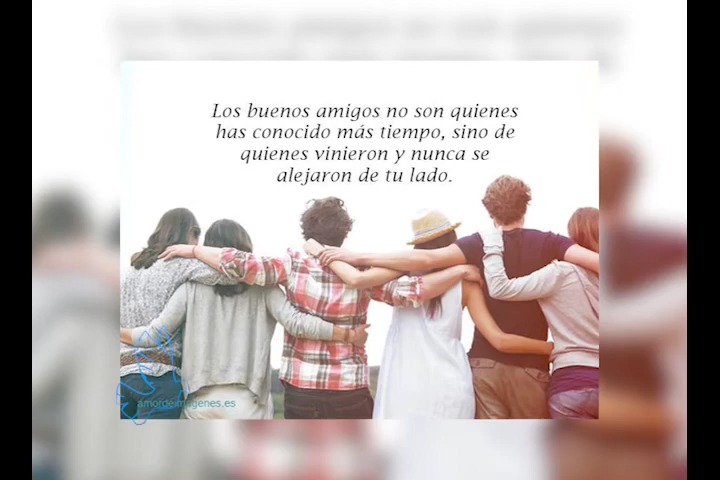 Los buenos amigos no son quienes
has conocido más tiempo, sino de
quienes vinieron y nunca se
alejaron de tu lado.
amordeimagenes.es